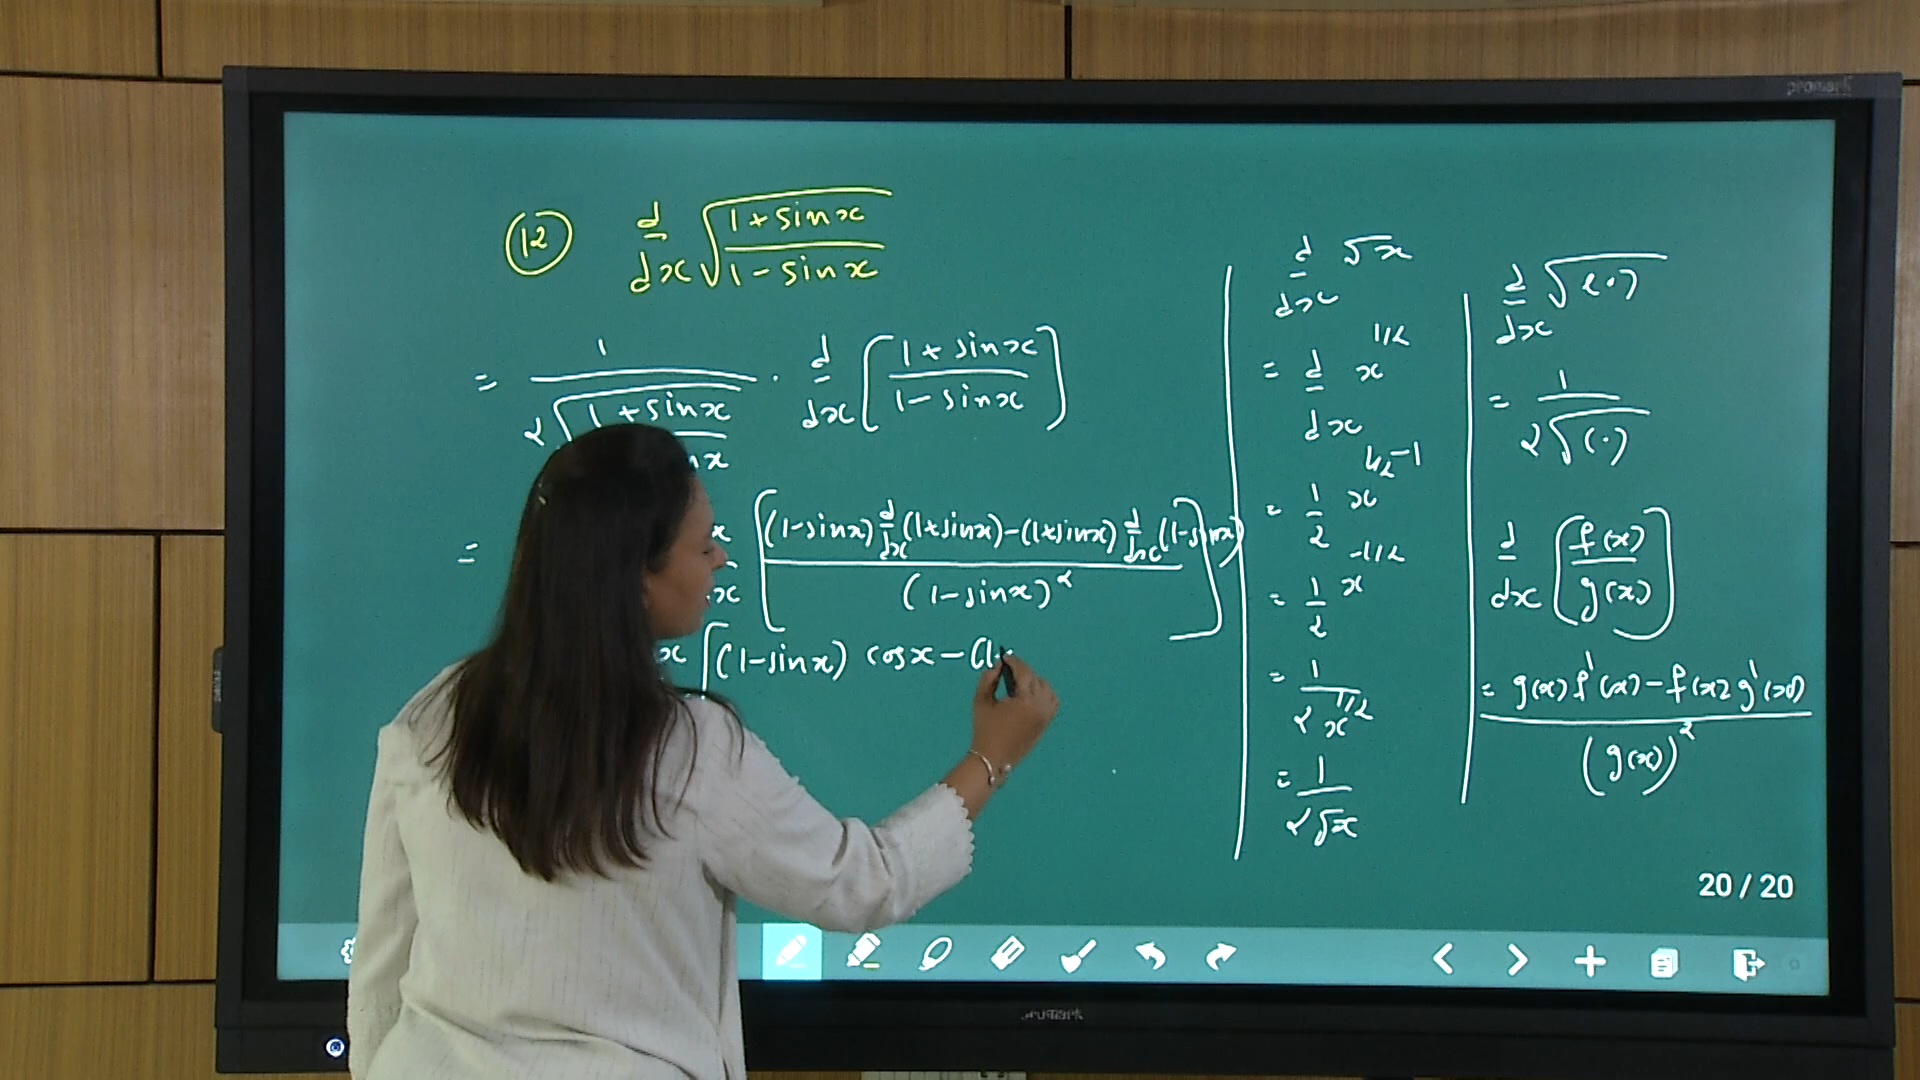 promark
(12) d/dx √((1+sinx)/(1-sinx))
= 1/(2√(1+sinx / nx)) · d/dx [(1+sinx)/(1-sinx)]
= x/x [((1-sinx) d/dx (1+sinx) - (1+sinx) d/dx (1-sinx))/(1-sinx)²]
x [(1-sinx) cosx - (1+
d/dx √x
= d/dx x^1/2
= 1/2 x^1/2-1
= 1/2 x^-1/2
= 1/(2x^1/2)
= 1/(2√x)
d/dx √(·)
= 1/(2√(·))
d/dx [f(x)/g(x)]
= (g(x)f'(x) - f(x)g'(x))/(g(x))²
20 / 20
promark